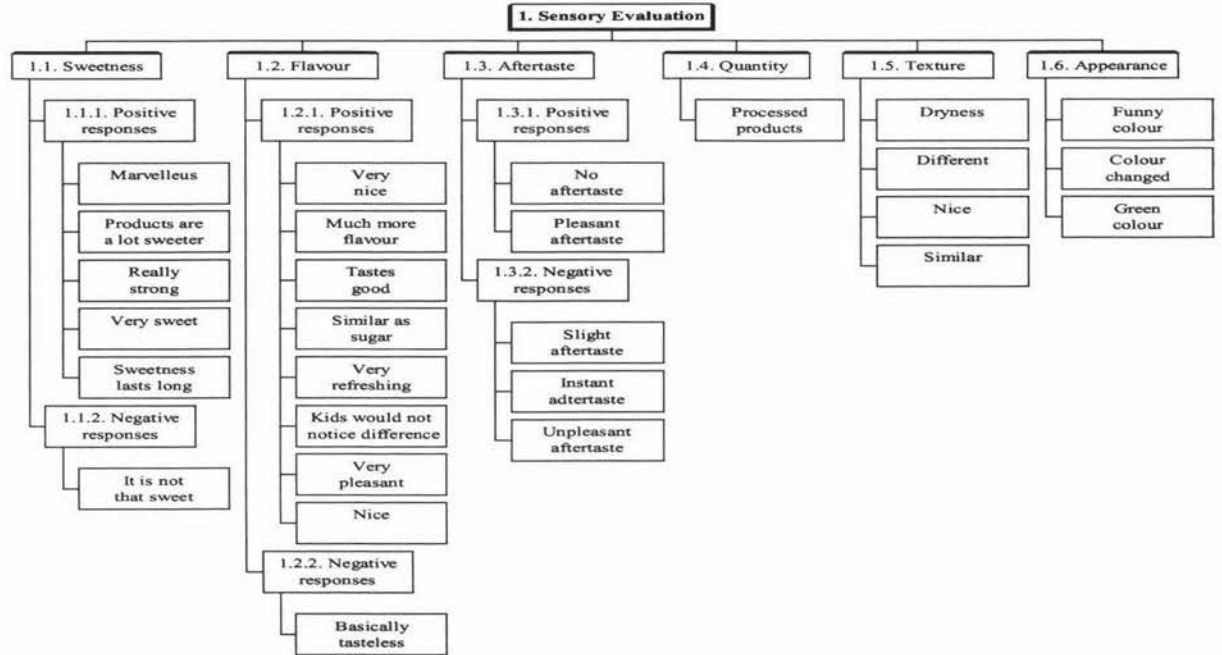 1. Sensory Evaluation
1.1. Sweetness
1.1.1. Positive
responses
Marvelleus
Products are
a lot sweeter
Really
strong
Very sweet
Sweetness
lasts long
1.1.2. Negative
responses
It is not
that sweet
1.2. Flavour
1.2.1. Positive
responses
Very
nice
Much more
flavour
Tastes
good
Similar as
sugar
Very
refreshing
Kids would not
notice difference
Very
pleasant
Nice
1.2.2. Negative
responses
Basically
tasteless
1.3. Aftertaste
1.3.1. Positive
responses
No
aftertaste
Pleasant
aftertaste
1.3.2. Negative
responses
Slight
aftertaste
Instant
adtertaste
Unpleasant
aftertaste
1.4. Quantity
Processed
products
1.5. Texture
Dryness
Different
Nice
Similar
1.6. Appearance
Funny
colour
Colour
changed
Green
colour